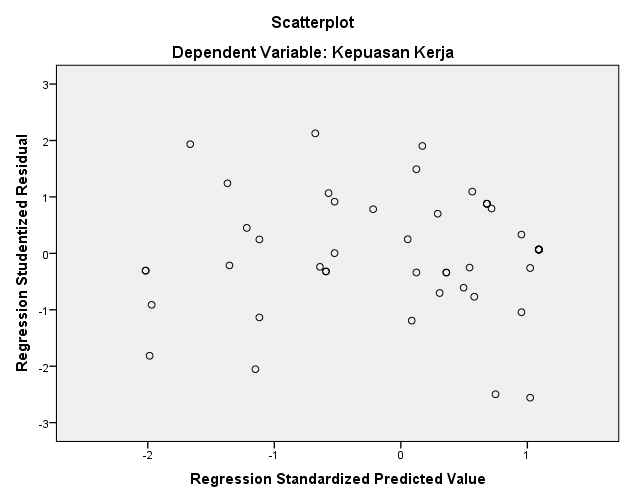 Scatterplot
Dependent Variable: Kepuasan Kerja
Regression Studentized Residual
3
2
1
0
-1
-2
-3
-2 -1 0 1
Regression Standardized Predicted Value